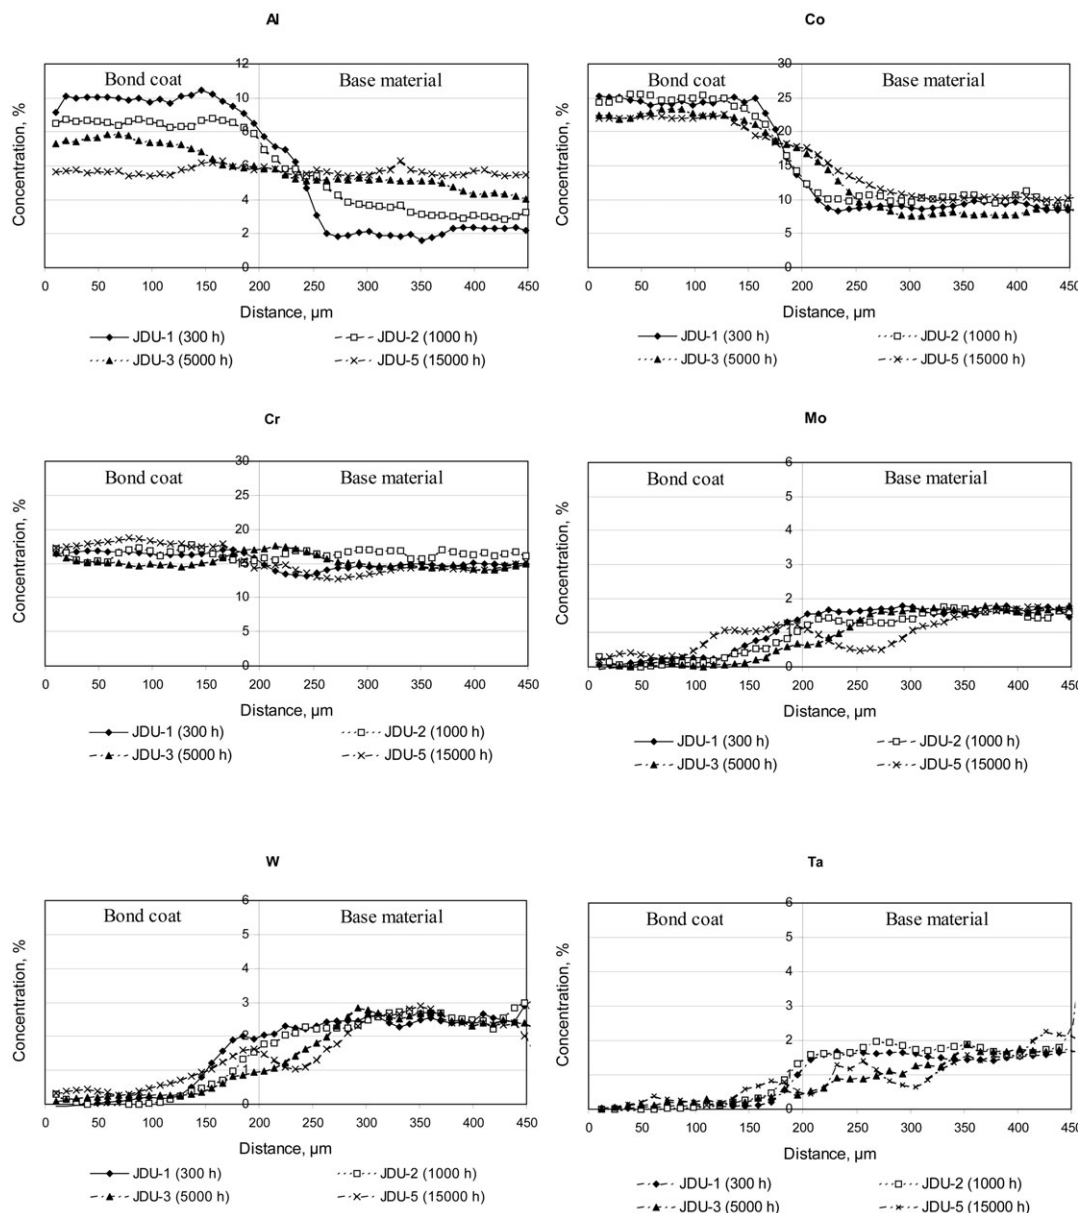 Al
Concentration, %
Bond coat
Base material
12
10
8
6
4
2
0
0 50 100 150 200 250 300 350 400 450
Distance, µm
JDU-1 (300 h) JDU-2 (1000 h)
JDU-3 (5000 h) JDU-5 (15000 h)
Co
Concentration, %
Bond coat
Base material
30
25
20
15
10
5
0
0 50 100 150 200 250 300 350 400 450
Distance, µm
JDU-1 (300 h) JDU-2 (1000 h)
JDU-3 (5000 h) JDU-5 (15000 h)
Cr
Concentrarion, %
Bond coat
Base material
30
25
20
15
10
5
0
0 50 100 150 200 250 300 350 400 450
Distance, µm
JDU-1 (300 h) JDU-2 (1000 h)
JDU-3 (5000 h) JDU-5 (15000 h)
Mo
Concentration, %
Bond coat
Base material
6
5
4
3
2
1
0
0 50 100 150 200 250 300 350 400 450
Distance, µm
JDU-1 (300 h) JDU-2 (1000 h)
JDU-3 (5000 h) JDU-5 (15000 h)
W
Concentration, %
Bond coat
Base material
6
5
4
3
2
1
0
0 50 100 150 200 250 300 350 400 450
Distance, µm
JDU-1 (300 h) JDU-2 (1000 h)
JDU-3 (5000 h) JDU-5 (15000 h)
Ta
Concentration, %
Bond coat
Base material
6
5
4
3
2
1
0
0 50 100 150 200 250 300 350 400 450
Distance, µm
JDU-1 (300 h) JDU-2 (1000 h)
JDU-3 (5000 h) JDU-5 (15000 h)